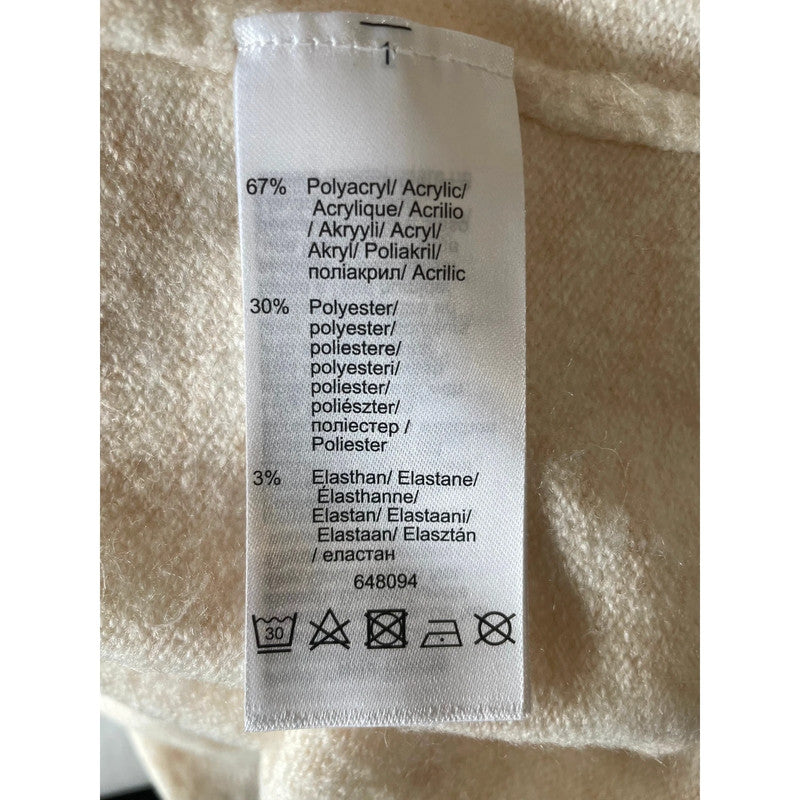 1
67% Polyacryl/ Acrylic/
Acrylique/ Acrilio
/ Akryyli/ Acryl/
Akryl/ Poliakril/
поліакрил/ Acrilic
30% Polyester/
polyester/
poliestere/
polyesteri/
poliester/
poliészter/
поліестер /
Poliester
3% Elasthan/ Elastane/
Élasthanne/
Elastan/ Elastaani/
Elastaan/ Elasztán
/ еластан
648094
30